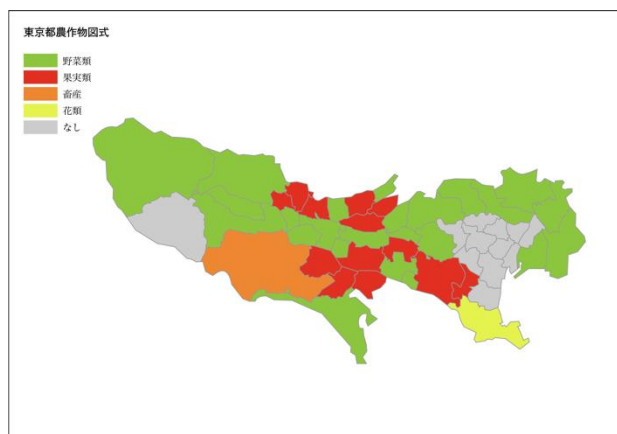 東京都農作物図式
野菜類
果実類
畜産
花類
なし